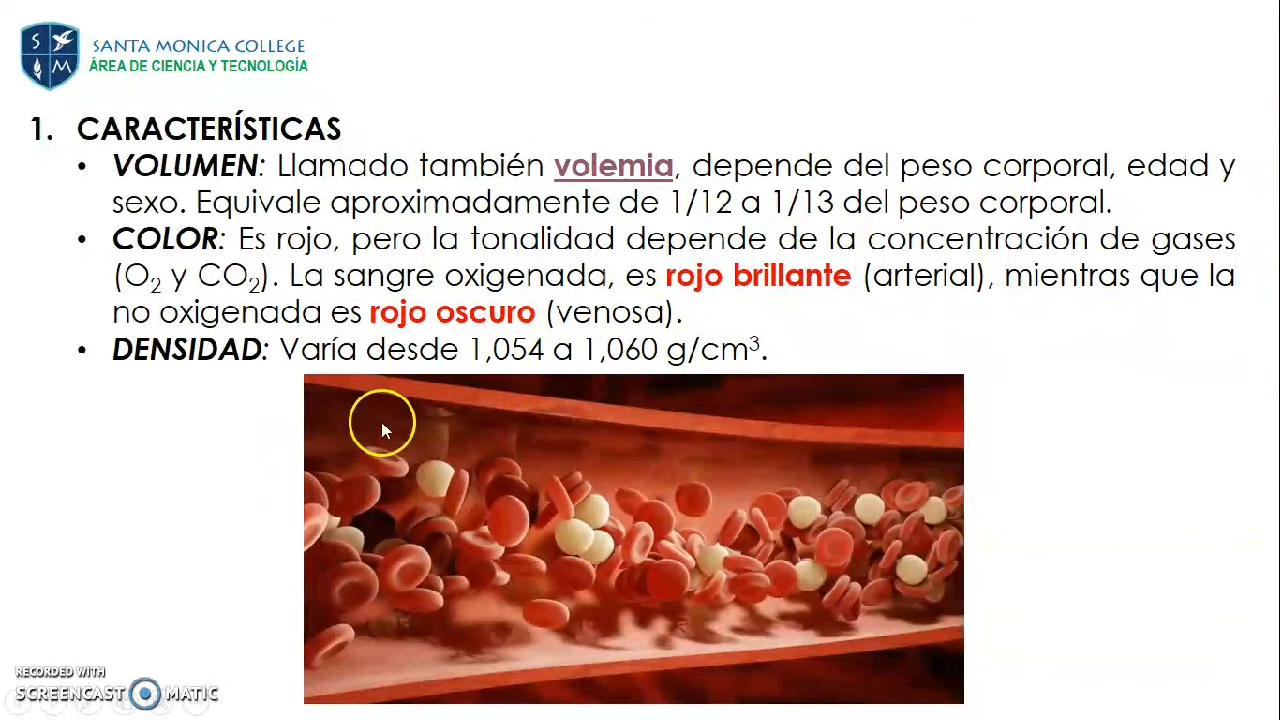 S
M
SANTA MONICA COLLEGE
ÁREA DE CIENCIA Y TECNOLOGÍA
1. CARACTERÍSTICAS
• VOLUMEN: Llamado también volemia, depende del peso corporal, edad y
sexo. Equivale aproximadamente de 1/12 a 1/13 del peso corporal.
• COLOR: Es rojo, pero la tonalidad depende de la concentración de gases
(O₂ y CO₂). La sangre oxigenada, es rojo brillante (arterial), mientras que la
no oxigenada es rojo oscuro (venosa).
• DENSIDAD: Varía desde 1,054 a 1,060 g/cm³.
RECORDED WITH
SCREENCAST MATIC